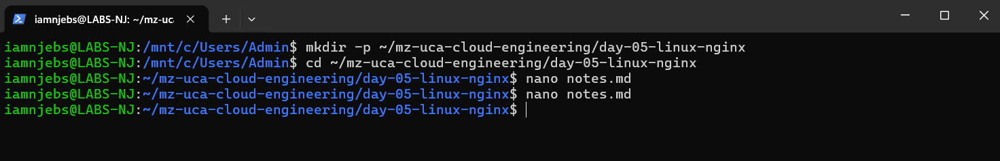 iamnjebs@LABS-NJ: ~/mz-uca
iamnjebs@LABS-NJ:/mnt/c/Users/Admin$ mkdir -p ~/mz-uca-cloud-engineering/day-05-linux-nginx
iamnjebs@LABS-NJ:/mnt/c/Users/Admin$ cd ~/mz-uca-cloud-engineering/day-05-linux-nginx
iamnjebs@LABS-NJ:~/mz-uca-cloud-engineering/day-05-linux-nginx$ nano notes.md
iamnjebs@LABS-NJ:~/mz-uca-cloud-engineering/day-05-linux-nginx$ nano notes.md
iamnjebs@LABS-NJ:~/mz-uca-cloud-engineering/day-05-linux-nginx$